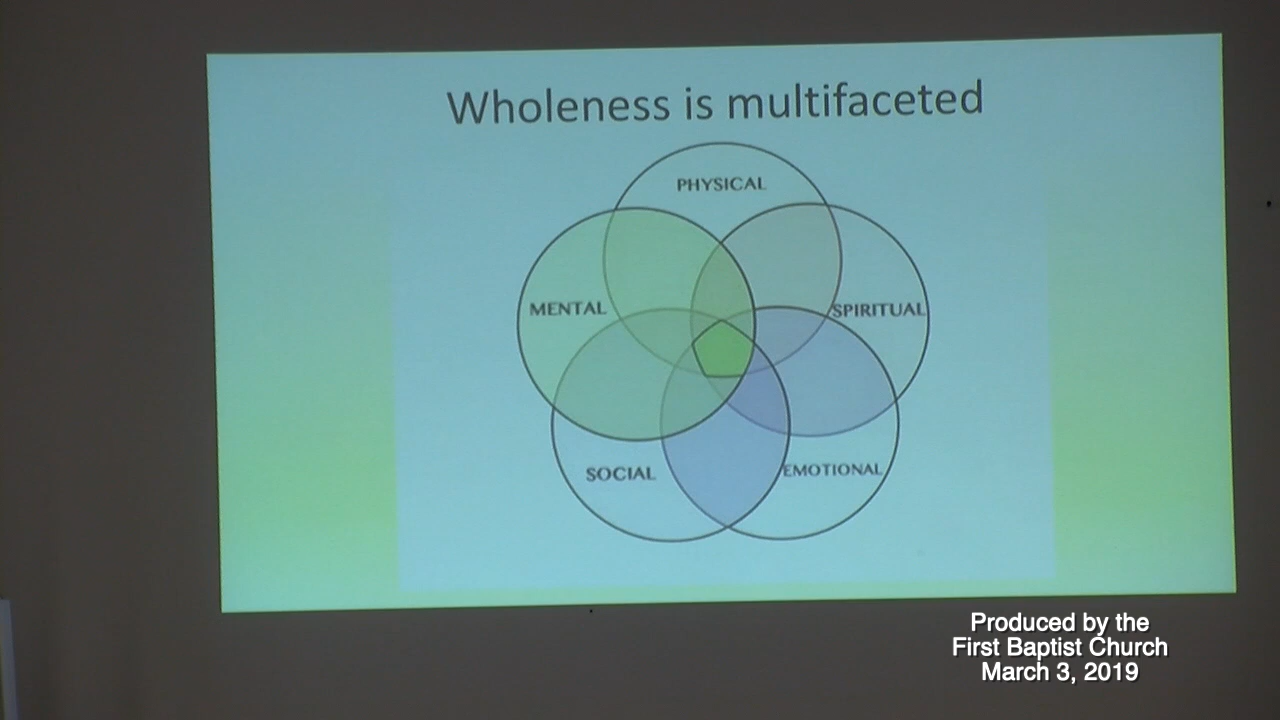 Wholeness is multifaceted
PHYSICAL
MENTAL
SPIRITUAL
SOCIAL
EMOTIONAL
Produced by the
First Baptist Church
March 3, 2019